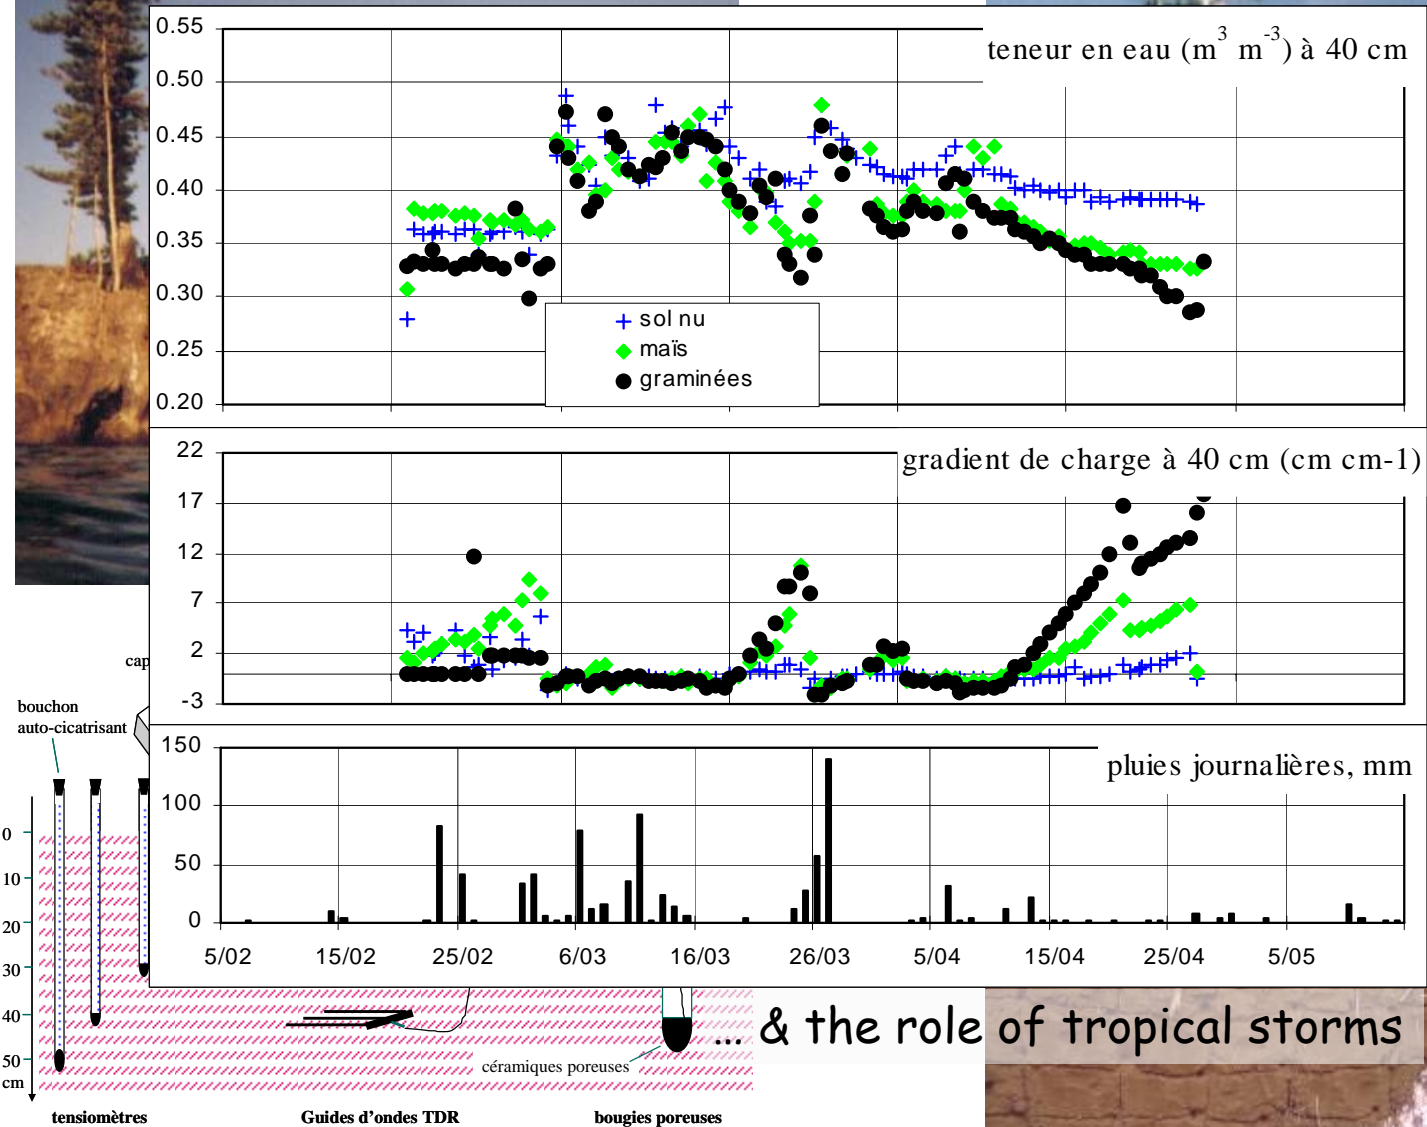 teneur en eau (m3 m-3) à 40 cm
0.55
0.50
0.45
0.40
0.35
0.30
0.25
0.20
sol nu
maïs
graminées
gradient de charge à 40 cm (cm cm-1)
22
17
12
7
2
-3
pluies journalières, mm
150
100
50
0
5/02 15/02 25/02 6/03 16/03 26/03 5/04 15/04 25/04 5/05
cap
bouchon
auto-cicatrisant
0
10
20
30
40
50
cm
céramiques poreuses
tensiomètres Guides d'ondes TDR bougies poreuses
... & the role of tropical storms